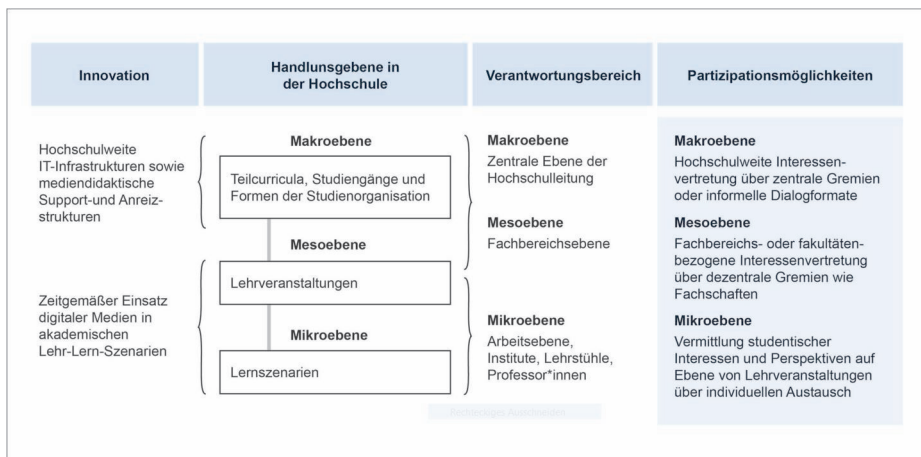 Innovation
Handlunsgebene in
der Hochschule
Verantwortungsbereich
Partizipationsmöglichkeiten
Hochschulweite
IT-Infrastrukturen sowie
mediendidaktische
Support-und Anreiz-
strukturen
Zeitgemäßer Einsatz
digitaler Medien in
akademischen
Lehr-Lern-Szenarien
Makroebene
Teilcurricula, Studiengänge und
Formen der Studienorganisation
Mesoebene
Lehrveranstaltungen
Mikroebene
Lernszenarien
Makroebene
Zentrale Ebene der
Hochschulleitung
Mesoebene
Fachbereichsebene
Mikroebene
Arbeitsebene,
Institute, Lehrstühle,
Professor*innen
Makroebene
Hochschulweite Interessen-
vertretung über zentrale Gremien
oder informelle Dialogformate
Mesoebene
Fachbereichs- oder fakultäten-
bezogene Interessenvertretung
über dezentrale Gremien wie
Fachschaften
Mikroebene
Vermittlung studentischer
Interessen und Perspektiven auf
Ebene von Lehrveranstaltungen
über individuellen Austausch